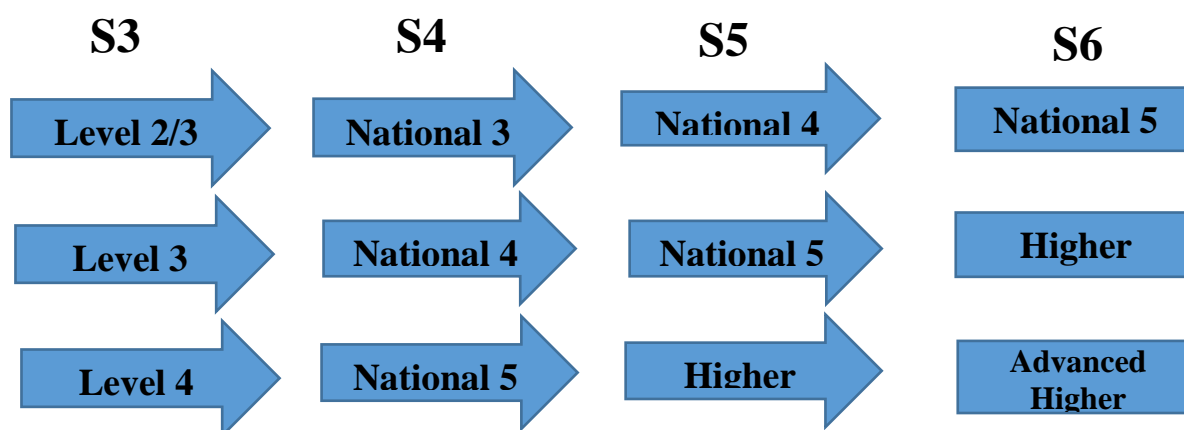 S3 S4 S5 S6
Level 2/3 National 3 National 4 National 5
Level 3 National 4 National 5 Higher
Level 4 National 5 Higher Advanced
Higher